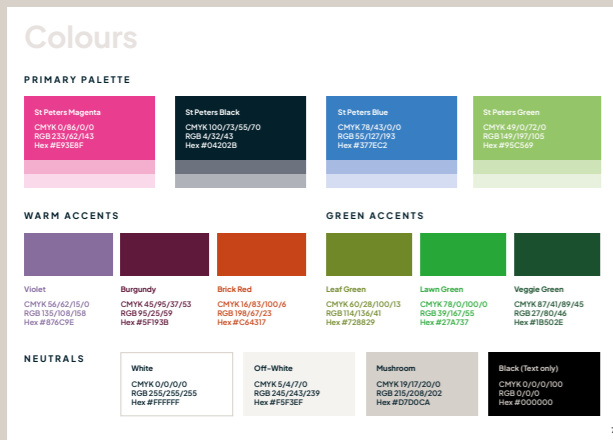 Colours
PRIMARY PALETTE
St Peters Magenta
CMYK 0/86/0/0
RGB 233/62/143
Hex #E93E8F
St Peters Black
CMYK 100/73/55/70
RGB 4/32/43
Hex #04202B
St Peters Blue
CMYK 78/43/0/0
RGB 55/127/193
Hex #377EC2
St Peters Green
CMYK 49/0/72/0
RGB 149/197/105
Hex #95C569
WARM ACCENTS
Violet
CMYK 56/62/15/0
RGB 135/108/158
Hex #876C9E
Burgundy
CMYK 45/95/37/53
RGB 95/25/59
Hex #5F193B
Brick Red
CMYK 16/83/100/6
RGB 198/67/23
Hex #C64317
GREEN ACCENTS
Leaf Green
CMYK 60/28/100/13
RGB 114/136/41
Hex #728829
Lawn Green
CMYK 78/0/100/0
RGB 39/167/55
Hex #27A737
Veggie Green
CMYK 87/41/89/45
RGB 27/80/46
Hex #1B502E
NEUTRALS
White
CMYK 0/0/0/0
RGB 255/255/255
Hex #FFFFFF
Off-White
CMYK 5/4/7/0
RGB 245/243/239
Hex #F5F3EF
Mushroom
CMYK 19/17/20/0
RGB 215/208/202
Hex #D7D0CA
Black (Text only)
CMYK 0/0/0/100
RGB 0/0/0
Hex #000000